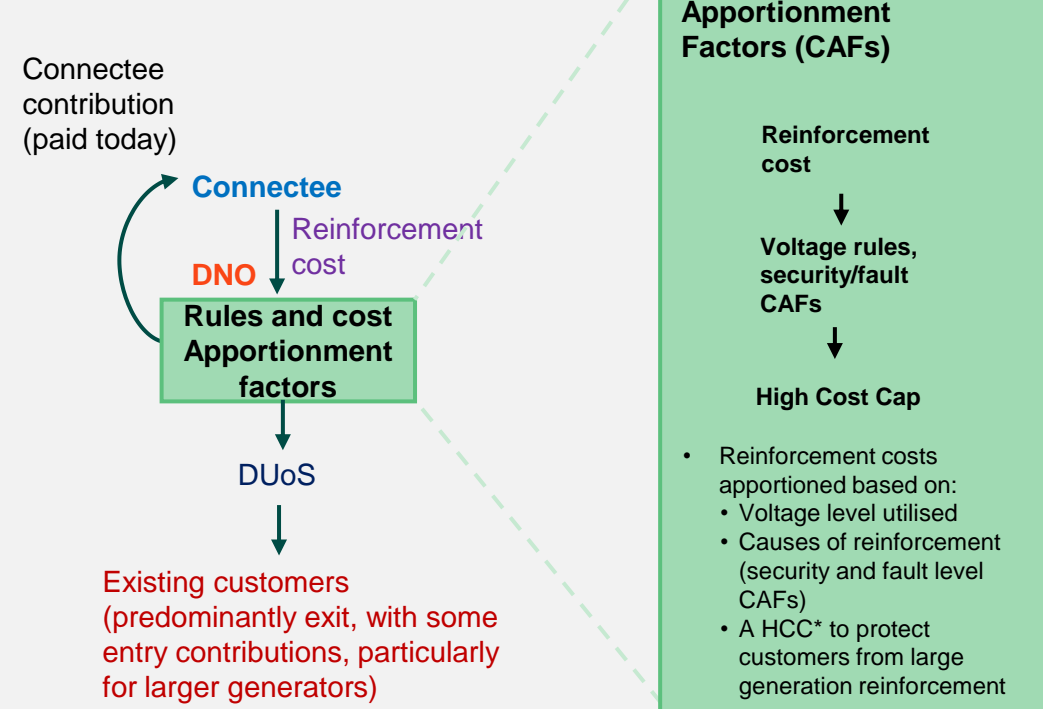 Connectee
contribution
(paid today)
Connectee
Reinforcement
cost
DNO
Rules and cost
Apportionment
factors
DUoS
Existing customers
(predominantly exit, with some
entry contributions, particularly
for larger generators)
Apportionment
Factors (CAFs)
Reinforcement
cost
Voltage rules,
security/fault
CAFs
High Cost Cap
• Reinforcement costs
apportioned based on:
• Voltage level utilised
• Causes of reinforcement
(security and fault level
CAFs)
• A HCC* to protect
customers from large
generation reinforcement